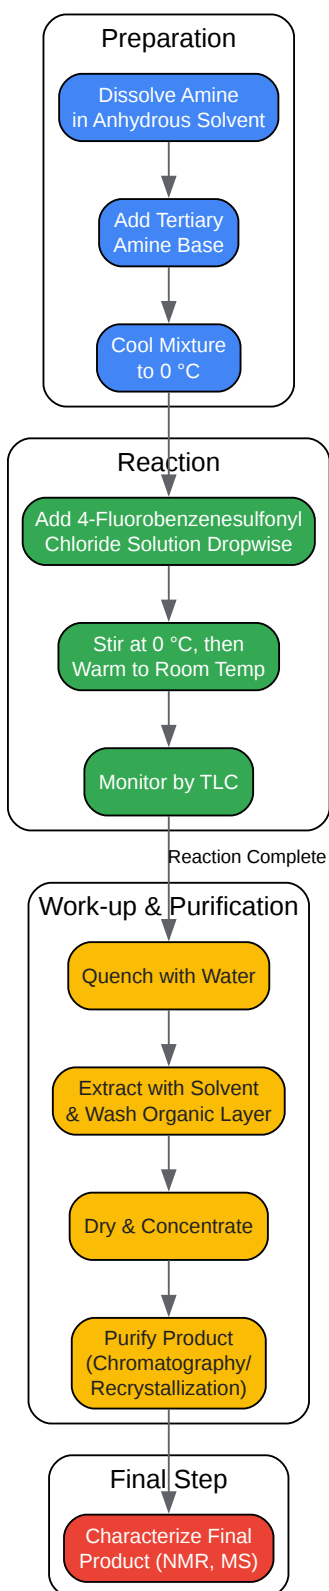 Preparation
Dissolve Amine
in Anhydrous Solvent
Add Tertiary
Amine Base
Cool Mixture
to 0 °C
Reaction
Add 4-Fluorobenzenesulfonyl
Chloride Solution Dropwise
Stir at 0 °C, then
Warm to Room Temp
Monitor by TLC
Reaction Complete
Work-up & Purification
Quench with Water
Extract with Solvent
& Wash Organic Layer
Dry & Concentrate
Purify Product
(Chromatography/
Recrystallization)
Final Step
Characterize Final
Product (NMR, MS)